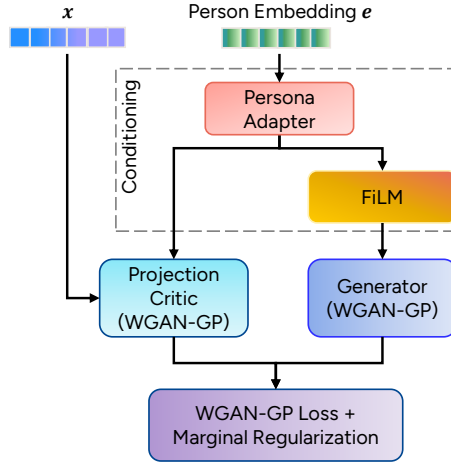 x
Person Embedding e
Conditioning
Persona
Adapter
FiLM
Projection
Critic
(WGAN-GP)
Generator
(WGAN-GP)
WGAN-GP Loss +
Marginal Regularization